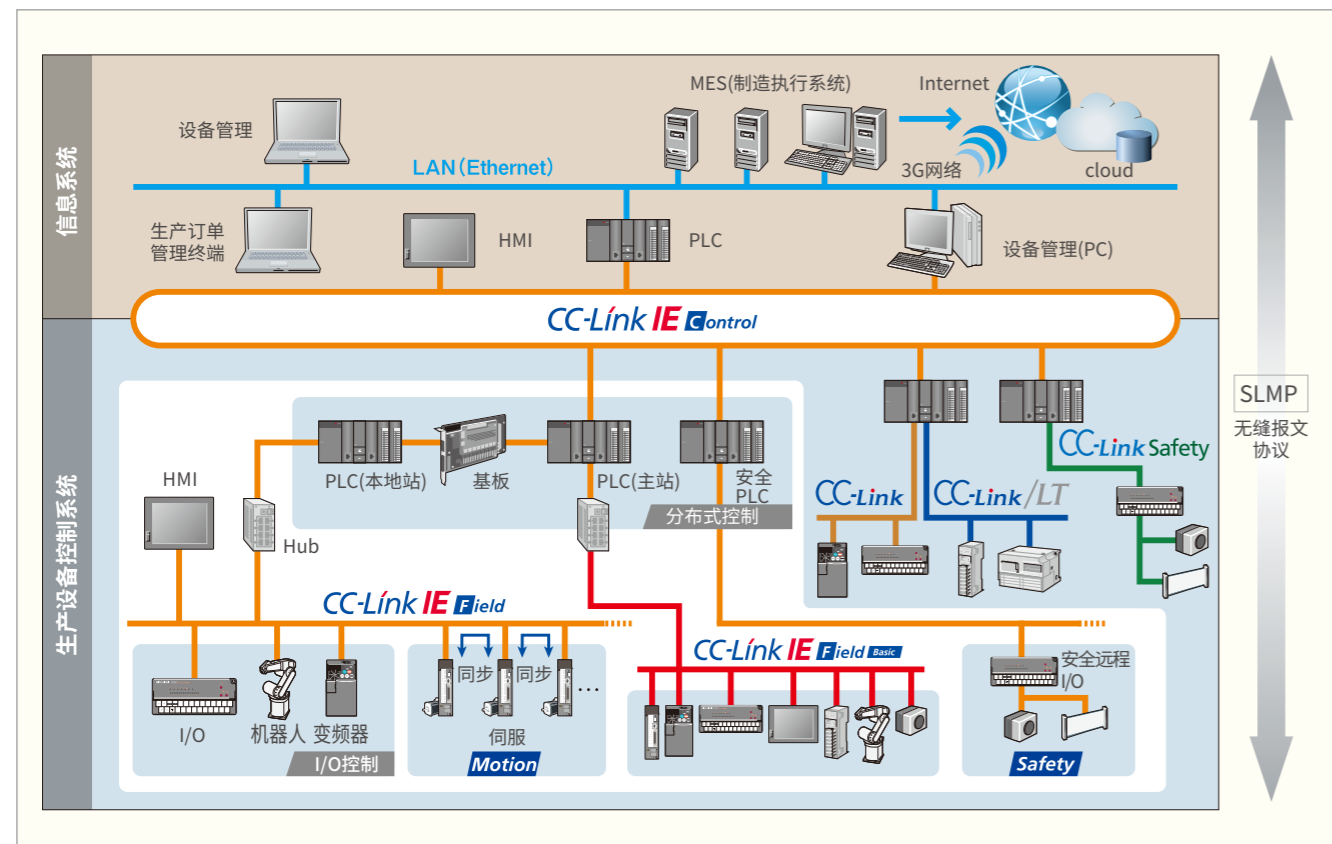 信息系统
设备管理
MES(制造执行系统)
Internet
LAN(Ethernet)
3G网络
cloud
生产订单
管理终端
HMI
PLC
设备管理(PC)
CC-Link IE Control
生产设备控制系统
SLMP
无缝报文
协议
PLC(本地站)
基板
PLC(主站)
安全
PLC
分布式控制
HMI
Hub
CC-Link
CC-Link/LT
CC-Link Safety
CC-Link IE Field
同步
同步
...
I/O
机器人
变频器
I/O控制
伺服
Motion
CC-Link IE Field Basic
安全远程
I/O
Safety